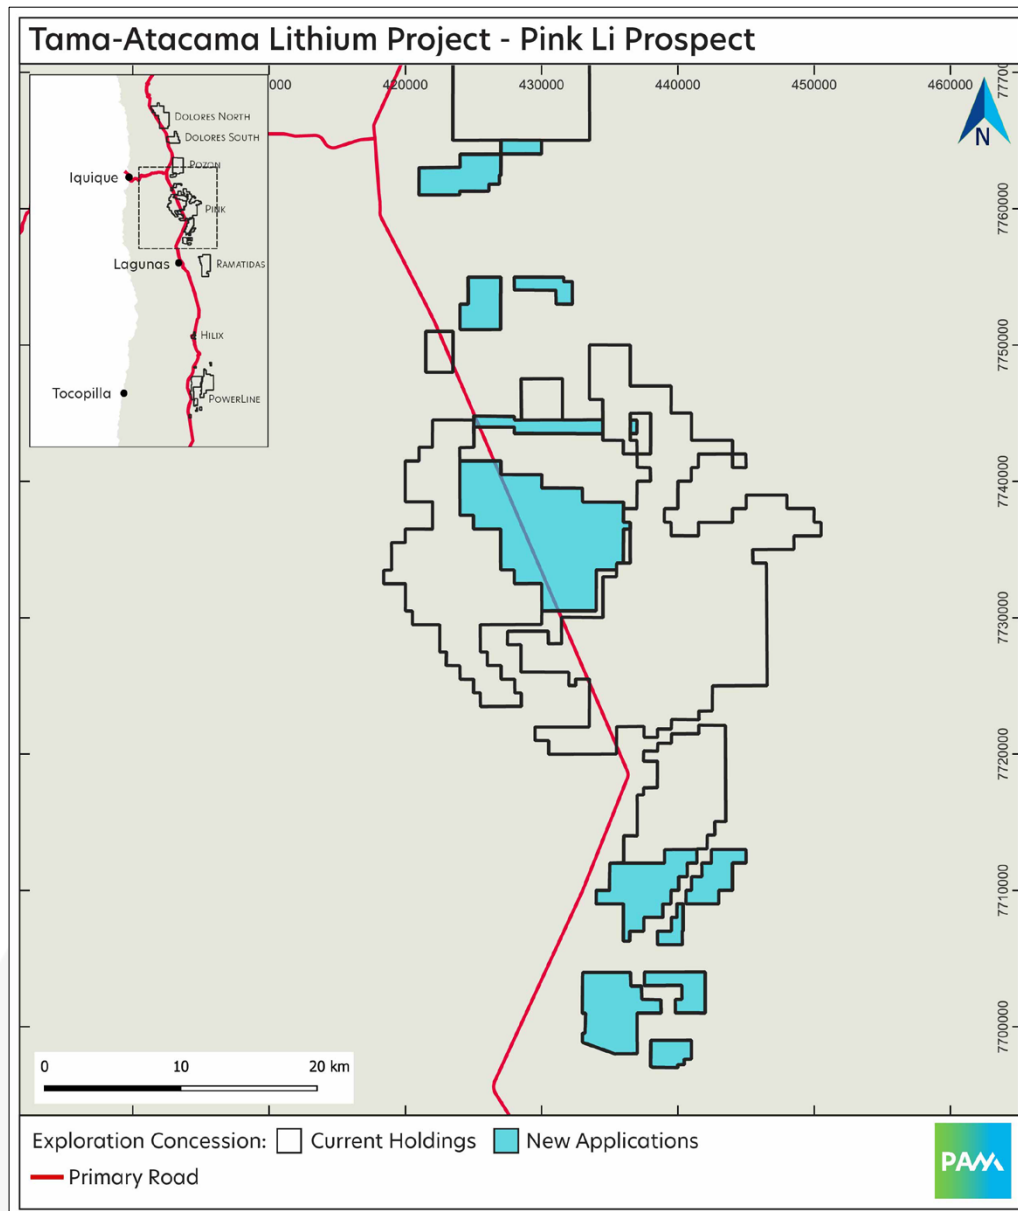 Tama-Atacama Lithium Project - Pink Li Prospect
000
420000
430000
440000
450000
460000
N
DOLORES NORTH
DOLORES SOUTH
POZON
Iquique
PINK
Lagunas
RAMATIDAS
HILIX
Tocopilla
POWERLINE
7770
7760000
7750000
7740000
7730000
7720000
7710000
7700000
0 10 20 km
Exploration Concession: Current Holdings New Applications
Primary Road
PAM